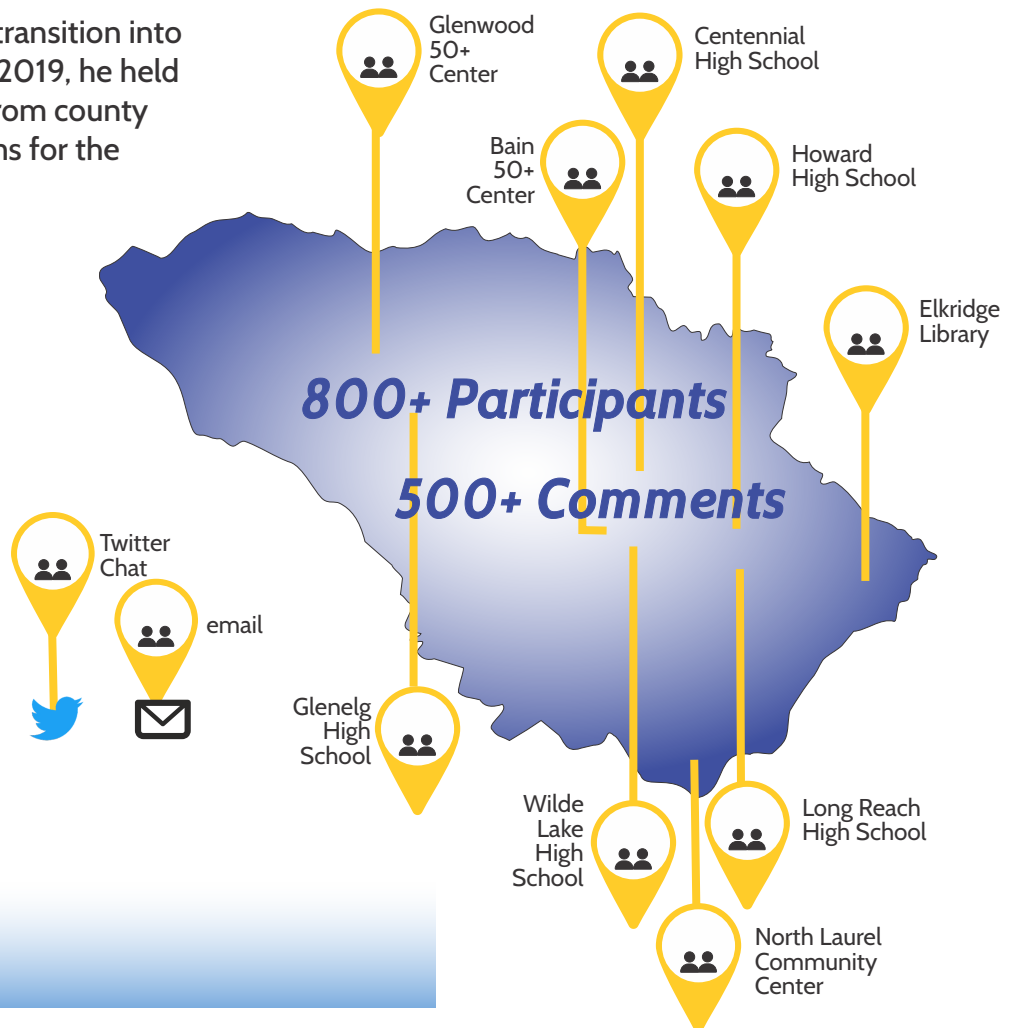 transition into
2019, he held
rom county
ns for the
Glenwood
50+
Center
Centennial
High School
Bain
50+
Center
Howard
High School
Elkridge
Library
800+ Participants
500+ Comments
Twitter
Chat
email
Glenelg
High
School
Wilde
Lake
High
School
Long Reach
High School
North Laurel
Community
Center